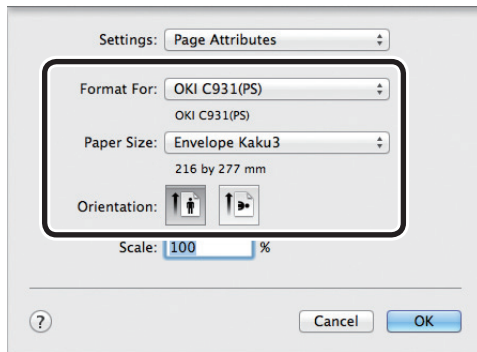 Settings: Page Attributes
Format For: OKI C931(PS)
OKI C931(PS)
Paper Size: Envelope Kaku3
216 by 277 mm
Orientation:
Scale: 100 %
? Cancel OK